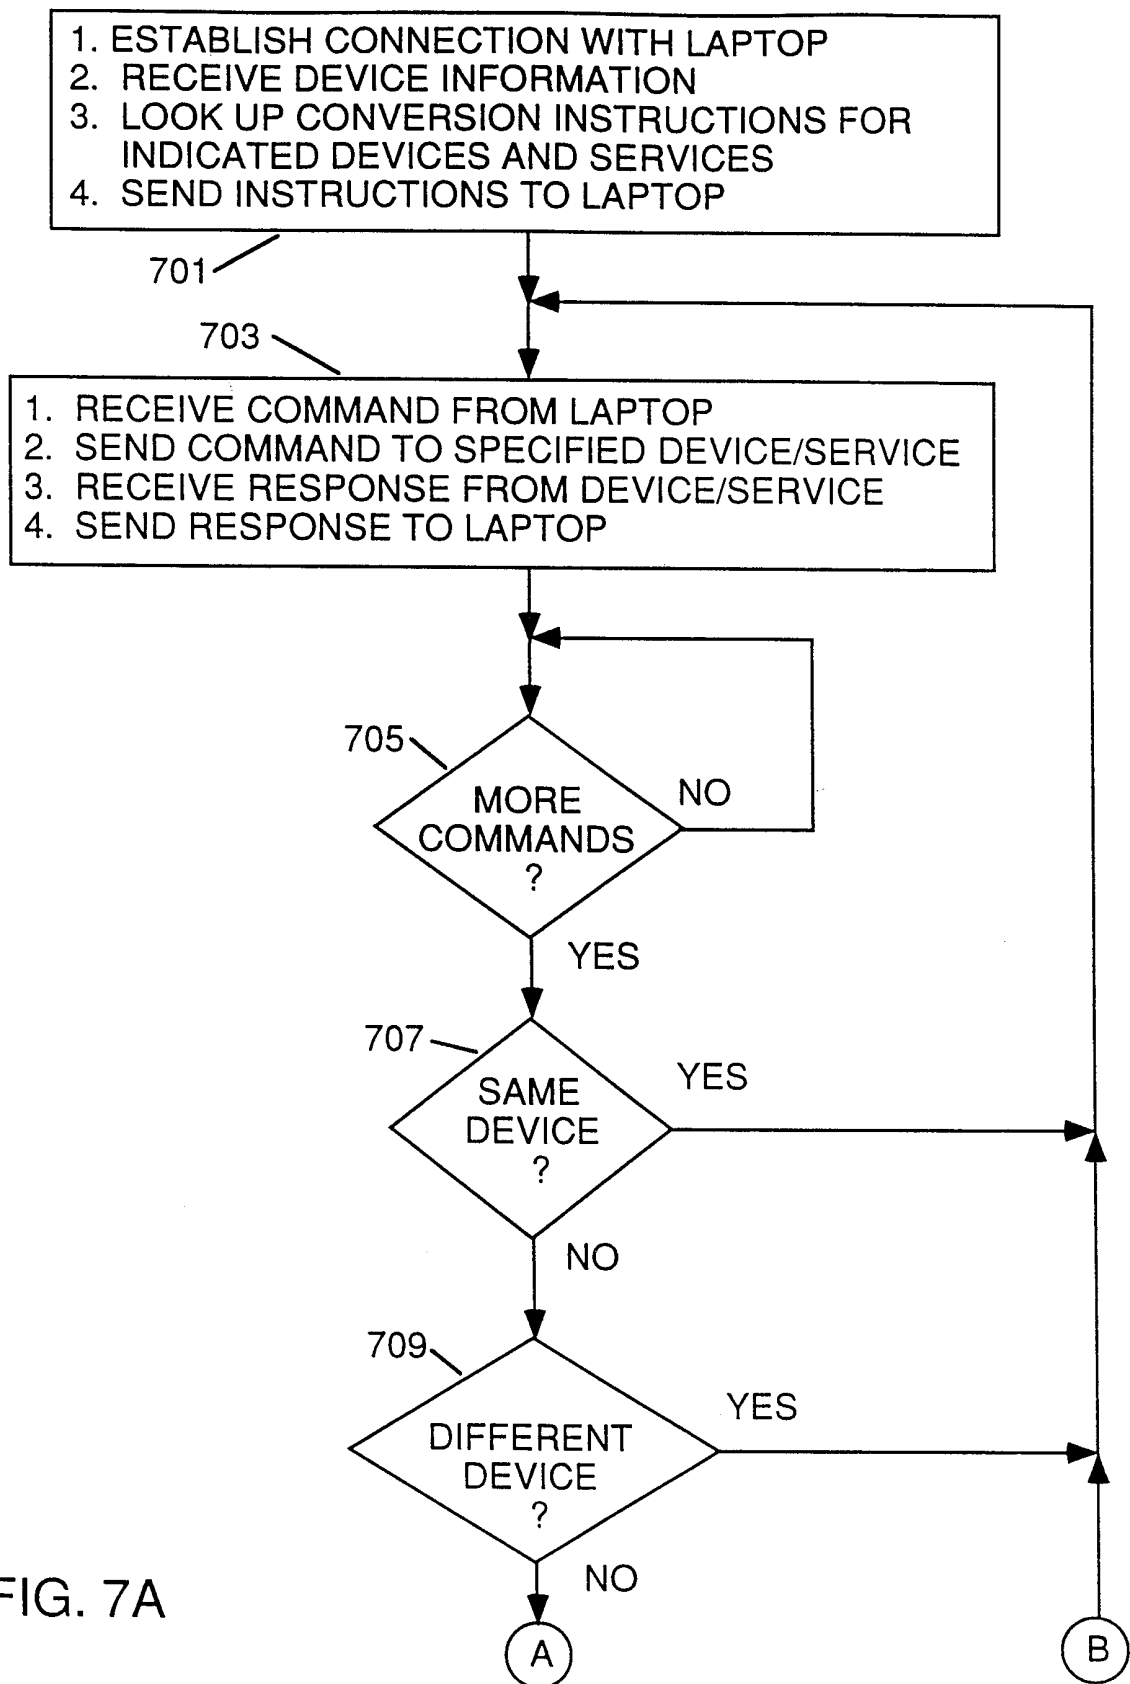 1. ESTABLISH CONNECTION WITH LAPTOP
2. RECEIVE DEVICE INFORMATION
3. LOOK UP CONVERSION INSTRUCTIONS FOR
INDICATED DEVICES AND SERVICES
4. SEND INSTRUCTIONS TO LAPTOP
701
703
1. RECEIVE COMMAND FROM LAPTOP
2. SEND COMMAND TO SPECIFIED DEVICE/SERVICE
3. RECEIVE RESPONSE FROM DEVICE/SERVICE
4. SEND RESPONSE TO LAPTOP
705
MORE
COMMANDS
?
NO
YES
707
SAME
DEVICE
?
YES
NO
709
DIFFERENT
DEVICE
?
YES
NO
FIG. 7A
A
B